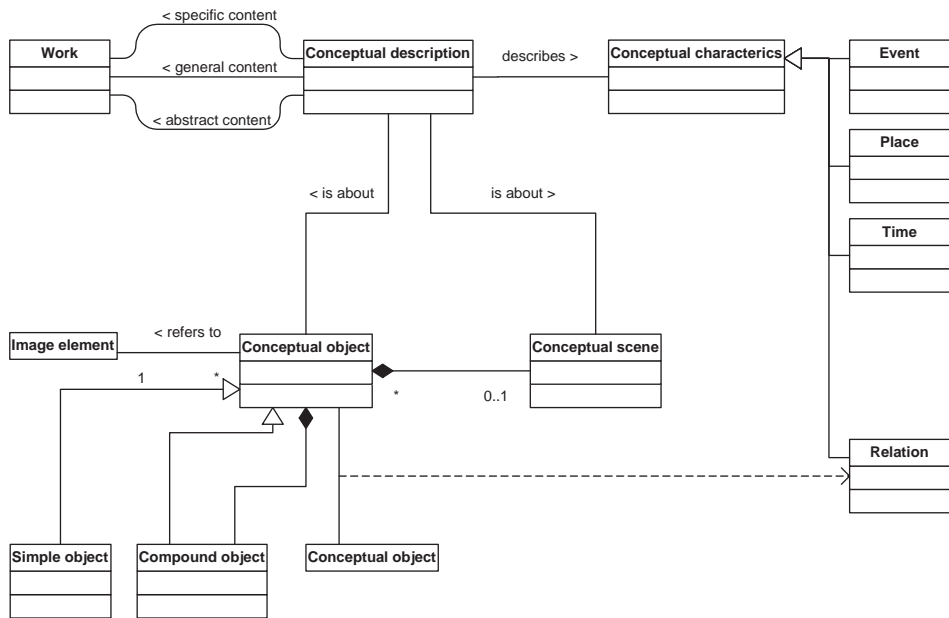 < specific content
Work
Conceptual description
describes >
Conceptual characterics
Event
< general content
< abstract content
Place
< is about
is about >
Time
Image element
< refers to
Conceptual object
Conceptual scene
1
*
*
0..1
Relation
Simple object
Compound object
Conceptual object